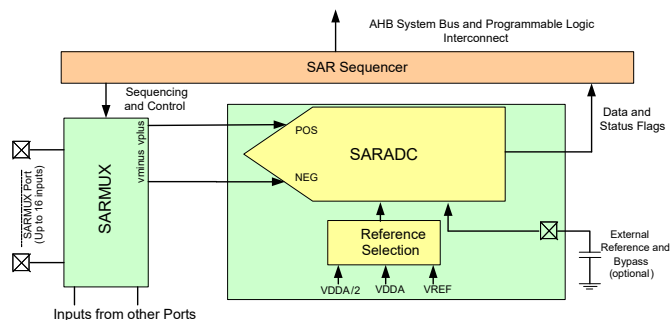 AHB System Bus and Programmable Logic
Interconnect
SAR Sequencer
Sequencing
and Control
Data and
Status Flags
vminus vplus
POS
NEG
SARADC
SARMUX
SARMUX Port
(Up to 16 inputs)
Reference
Selection
External
Reference and
Bypass
(optional)
VDDA/2
VDDA
VREF
Inputs from other Ports